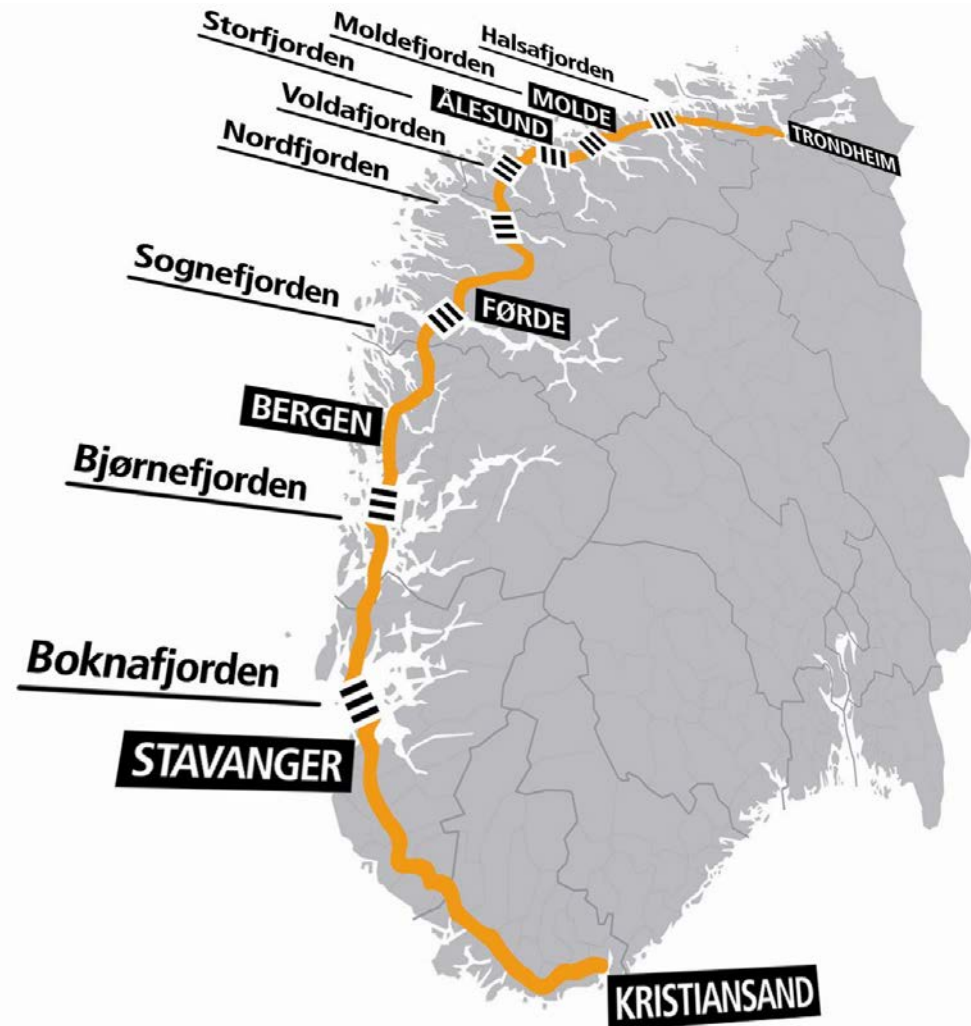 Halsafjorden
Moldefjorden
Storfjorden
MOLDE
ÅLESUND
Voldafjorden
TRONDHEIM
Nordfjorden
Sognefjorden
FØRDE
BERGEN
Bjørnefjorden
Boknafjorden
STAVANGER
KRISTIANSAND